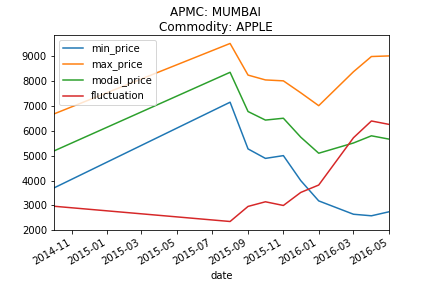 APMC: MUMBAI
Commodity: APPLE
min_price
max_price
modal_price
fluctuation
9000
8000
7000
6000
5000
4000
3000
2000
2014-11
2015-01
2015-03
2015-05
2015-07
2015-09
2015-11
2016-01
2016-03
2016-05
date